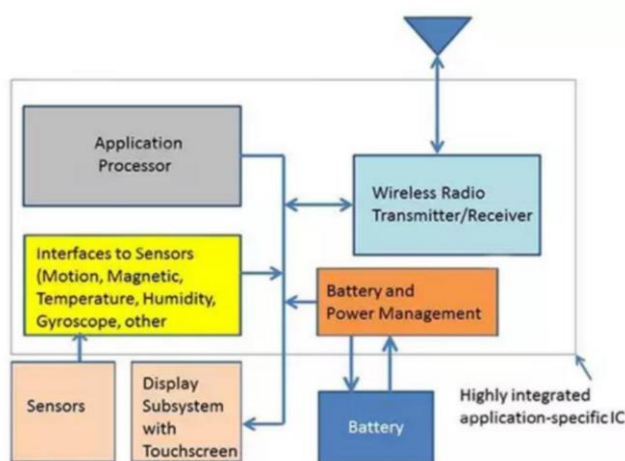 Application
Processor
Wireless Radio
Transmitter/Receiver
Interfaces to Sensors
(Motion, Magnetic,
Temperature, Humidity,
Gyroscope, other
Battery and
Power Management
Sensors
Display
Subsystem
with
Touchscreen
Battery
Highly integrated
application-specific IC